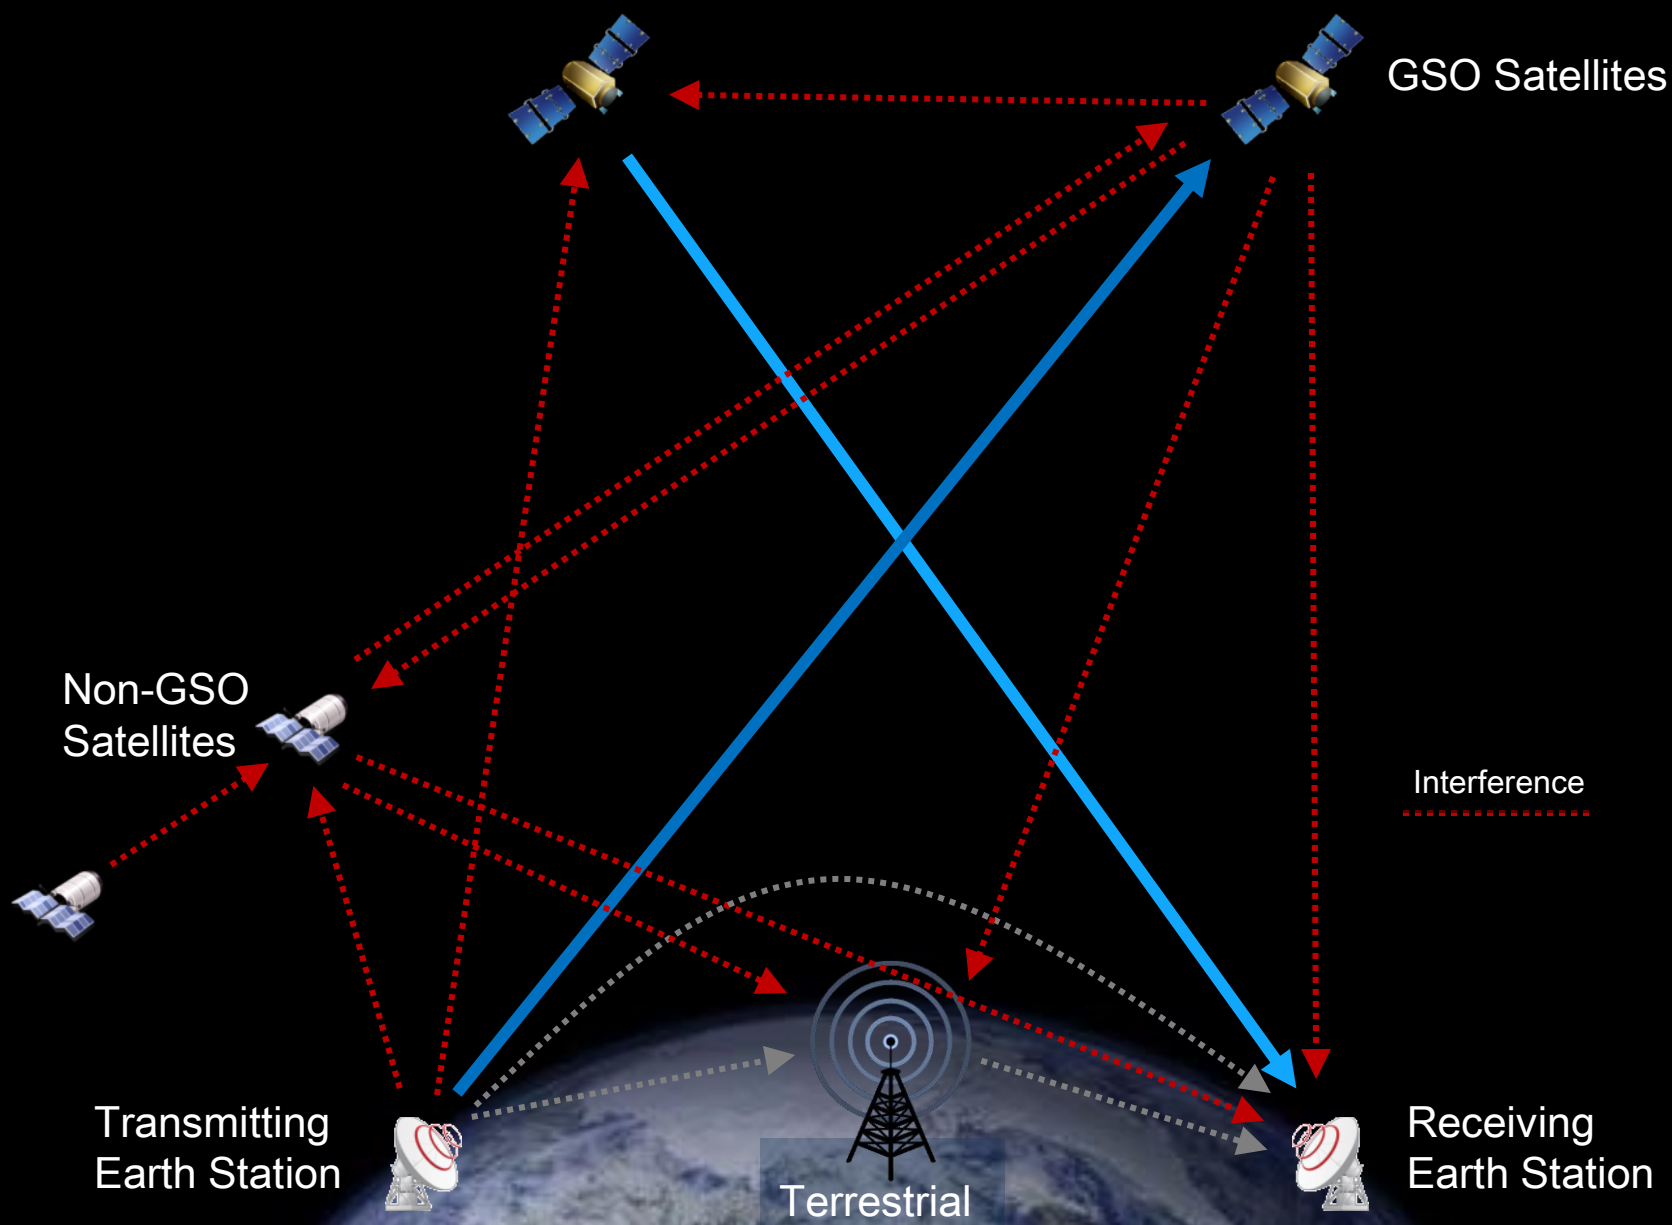 GSO Satellites
Non-GSO
Satellites
Interference
Transmitting
Earth Station
Terrestrial
Receiving
Earth Station